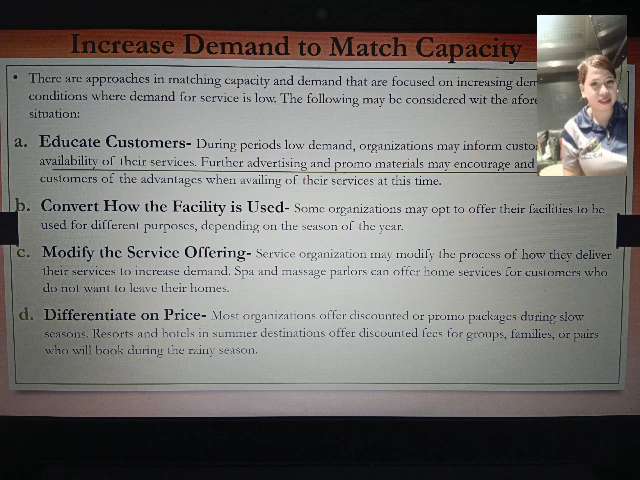 Increase Demand to Match Capacity
• There are approaches in matching capacity and demand that are focused on increasing
conditions where demand for service is low. The following may be considered wit the
situation:
a. Educate Customers- During periods low demand, organizations may inform
availability of their services. Further advertising and promo materials may encourage and
customers of the advantages when availing of their services at this time.
b. Convert How the Facility is Used- Some organizations may opt to offer their facilities to be
used for different purposes, depending on the season of the year.
c. Modify the Service Offering- Service organization may modify the process of how they deliver
their services to increase demand. Spa and massage parlors can offer home services for customers who
do not want to leave their homes.
d. Differentiate on Price- Most organizations offer discounted or promo packages during slow
seasons. Resorts and hotels in summer destinations offer discounted fees for groups, families, or pairs
who will book during the rainy season.